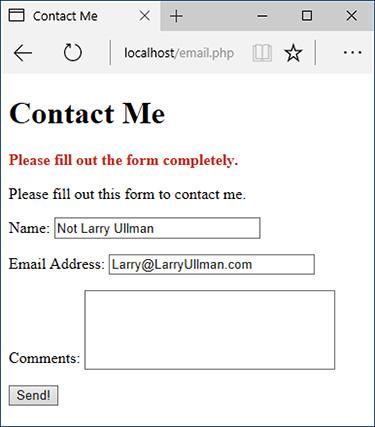 Contact Me
localhost/email.php
Contact Me
Please fill out the form completely.
Please fill out this form to contact me.
Name: Not Larry Ullman
Email Address: Larry@LarryUllman.com
Comments:
Send!